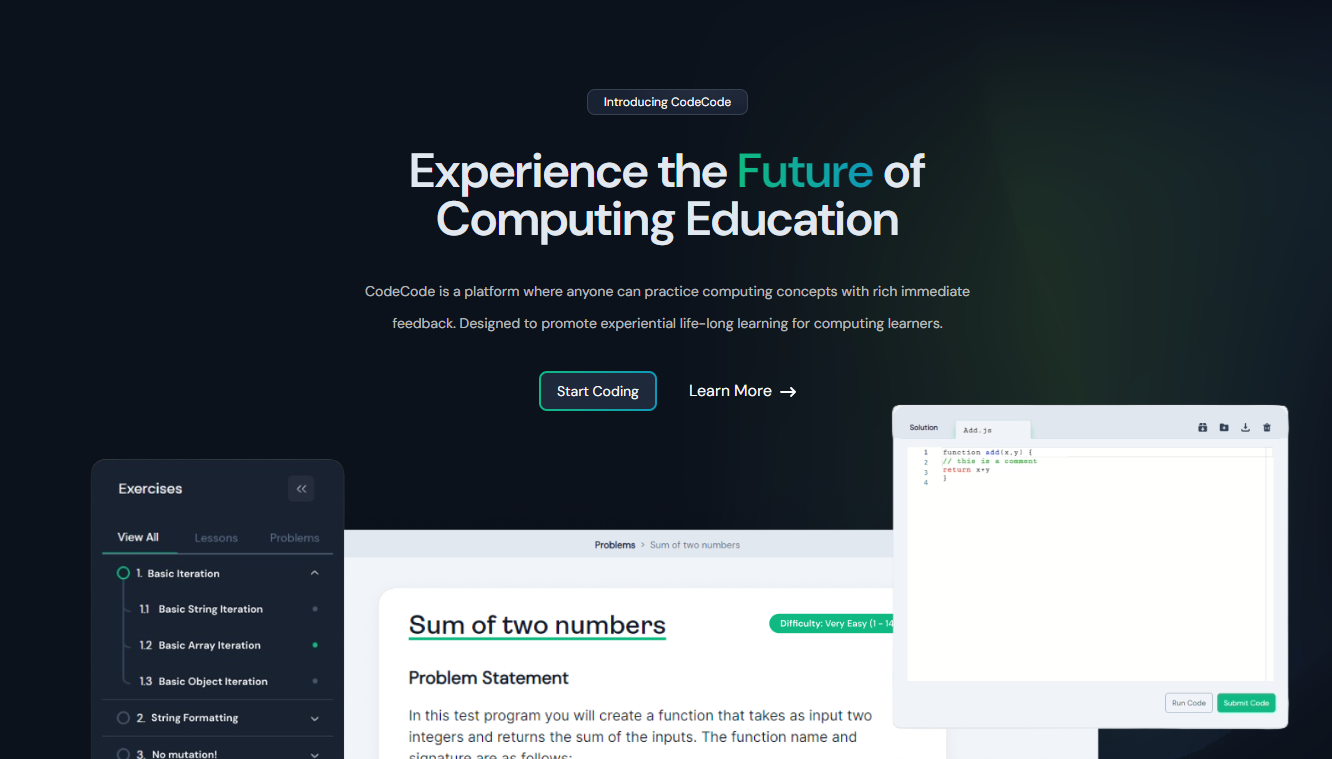 Introducing CodeCode
Experience the Future of
Computing Education
CodeCode is a platform where anyone can practice computing concepts with rich immediate
feedback. Designed to promote experiential life-long learning for computing learners.
Start Coding
Learn More →
Solution
Add.js
1 function add(x,y) {
2 // this is a comment
3 return x+y
4 }
Run Code
Submit Code
Exercises
View All
Lessons
Problems
1. Basic Iteration
1.1 Basic String Iteration
1.2 Basic Array Iteration
1.3 Basic Object Iteration
2. String Formatting
3. No mutation!
Problems > Sum of two numbers
Sum of two numbers
Difficulty: Very Easy (1 - 14
Problem Statement
In this test program you will create a function that takes as input two
integers and returns the sum of the inputs. The function name and
signature are as follows: